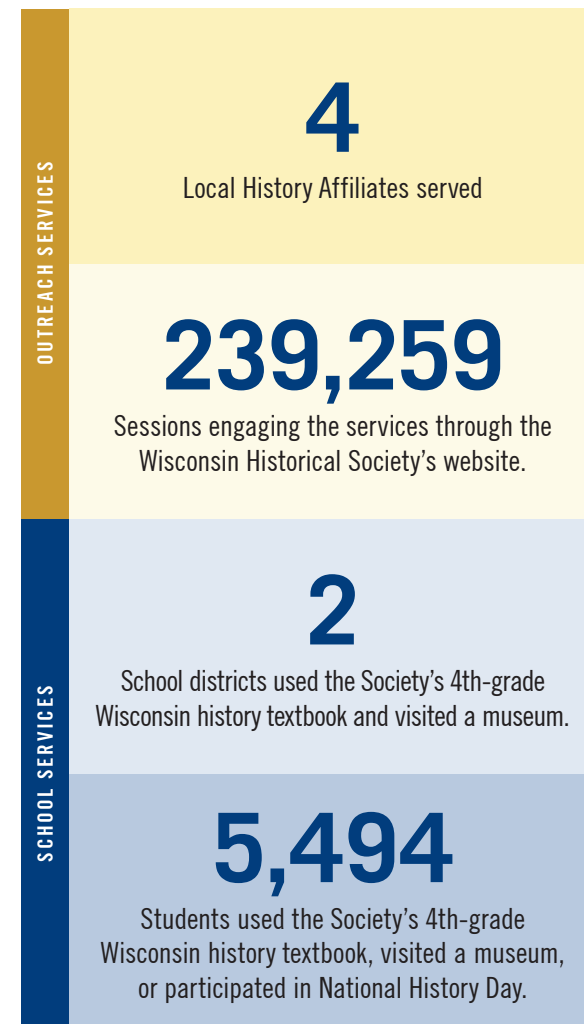 OUTREACH SERVICES
4
Local History Affiliates served
239,259
Sessions engaging the services through the
Wisconsin Historical Society’s website.
SCHOOL SERVICES
2
School districts used the Society’s 4th-grade
Wisconsin history textbook and visited a museum.
5,494
Students used the Society’s 4th-grade
Wisconsin history textbook, visited a museum,
or participated in National History Day.